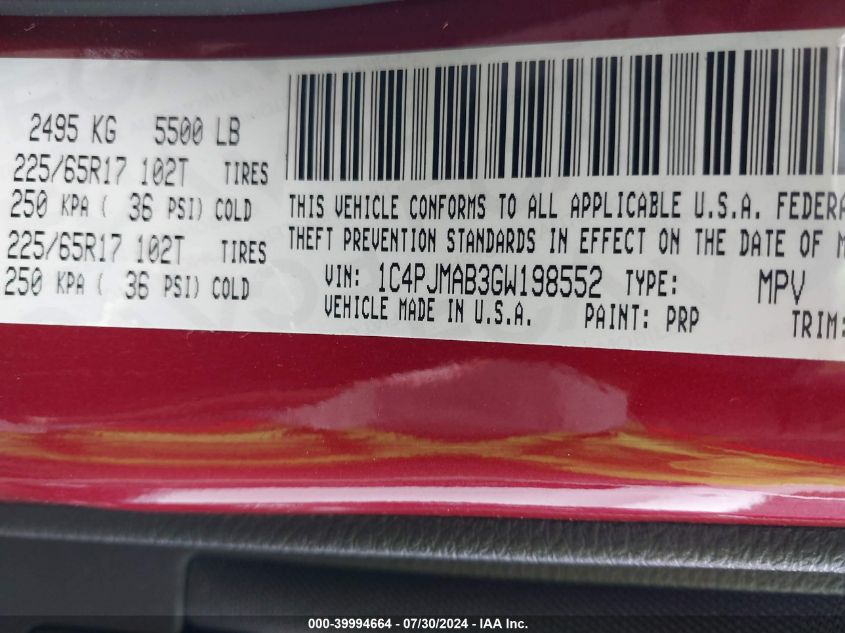 2495 KG 5500 LB
225/65R17 102T TIRES
250 KPA ( 36 PSI) COLD
225/65R17 102T TIRES
250 KPA ( 36 PSI) COLD
THIS VEHICLE CONFORMS TO ALL APPLICABLE U.S.A. FEDERA
THEFT PREVENTION STANDARDS IN EFFECT ON THE DATE OF M
VIN: 1C4PJMAB3GW198552 TYPE: MPV
VEHICLE MADE IN U.S.A. PAINT: PRP TRIM:
000-39994664 / 07/30/2024 - IAA Inc.